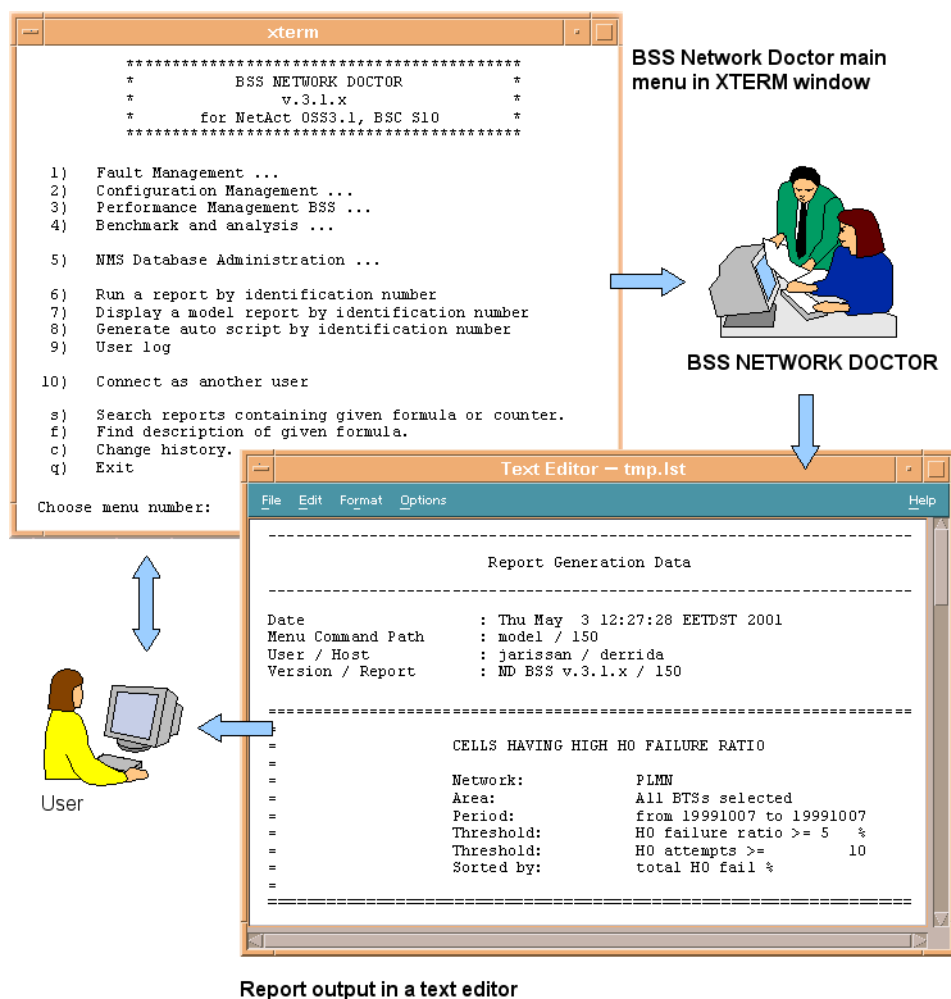 xterm
*******************************************
* BSS NETWORK DOCTOR *
* v.3.1.x *
* for NetAct OSS3.1, BSC S10 *
*******************************************
1) Fault Management ...
2) Configuration Management ...
3) Performance Management BSS ...
4) Benchmark and analysis ...
5) NMS Database Administration ...
6) Run a report by identification number
7) Display a model report by identification number
8) Generate auto script by identification number
9) User log
10) Connect as another user
s) Search reports containing given formula or counter.
f) Find description of given formula.
c) Change history.
q) Exit
Choose menu number:
BSS Network Doctor main
menu in XTERM window
BSS NETWORK DOCTOR
Text Editor – tmp.lst
File Edit Format Options Help
--------------------------------------------------------------------
Report Generation Data
--------------------------------------------------------------------
Date : Thu May 3 12:27:28 EETDST 2001
Menu Command Path : model / 150
User / Host : jarissan / derrida
Version / Report : ND BSS v.3.1.x / 150
====================================================================
=
= CELLS HAVING HIGH HO FAILURE RATIO
=
= Network: PLMN
= Area: All BTSs selected
= Period: from 19991007 to 19991007
= Threshold: HO failure ratio >= 5 %
= Threshold: HO attempts >= 10
= Sorted by: total HO fail %
=
====================================================================
User
Report output in a text editor